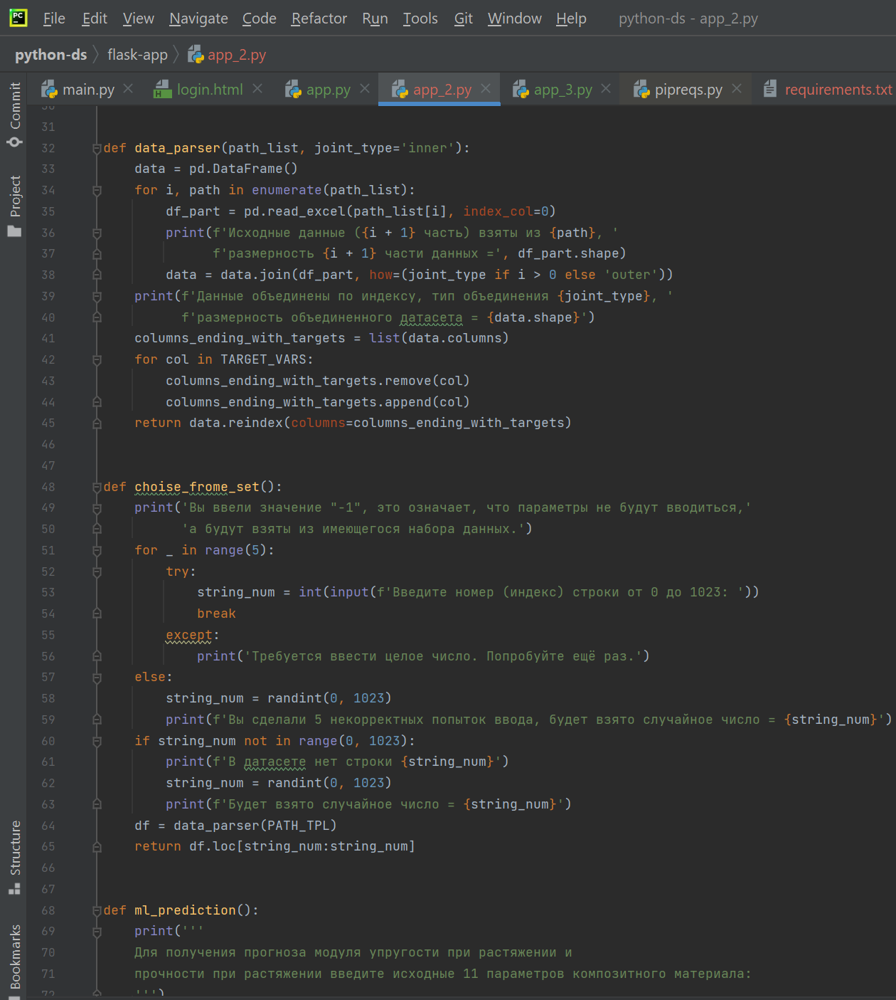 PC
File Edit View Navigate Code Refactor Run Tools Git Window Help python-ds - app_2.py
python-ds flask-app app_2.py
main.py login.html app.py app_2.py app_3.py pipreqs.py requirements.txt
Commit
Project
Structure
Bookmarks
30
31
32 def data_parser(path_list, joint_type='inner'):
33 data = pd.DataFrame()
34 for i, path in enumerate(path_list):
35 df_part = pd.read_excel(path_list[i], index_col=0)
36 print(f'Исходные данные ({i + 1} часть) взяты из {path}, '
37 f'размерность {i + 1} части данных =', df_part.shape)
38 data = data.join(df_part, how=(joint_type if i > 0 else 'outer'))
39 print(f'Данные объединены по индексу, тип объединения {joint_type}, '
40 f'размерность объединенного датасета = {data.shape}')
41 columns_ending_with_targets = list(data.columns)
42 for col in TARGET_VARS:
43 columns_ending_with_targets.remove(col)
44 columns_ending_with_targets.append(col)
45 return data.reindex(columns=columns_ending_with_targets)
46
47
48 def choise_frome_set():
49 print('Вы ввели значение "-1", это означает, что параметры не будут вводиться,'
50 'а будут взяты из имеющегося набора данных.')
51 for _ in range(5):
52 try:
53 string_num = int(input(f'Введите номер (индекс) строки от 0 до 1023: '))
54 break
55 except:
56 print('Требуется ввести целое число. Попробуйте ещё раз.')
57 else:
58 string_num = randint(0, 1023)
59 print(f'Вы сделали 5 некорректных попыток ввода, будет взято случайное число = {string_num}')
60 if string_num not in range(0, 1023):
61 print(f'В датасете нет строки {string_num}')
62 string_num = randint(0, 1023)
63 print(f'Будет взято случайное число = {string_num}')
64 df = data_parser(PATH_TPL)
65 return df.loc[string_num:string_num]
66
67
68 def ml_prediction():
69 print('''
70 Для получения прогноза модуля упругости при растяжении и
71 прочности при растяжении введите исходные 11 параметров композитного материала:
72 ''')